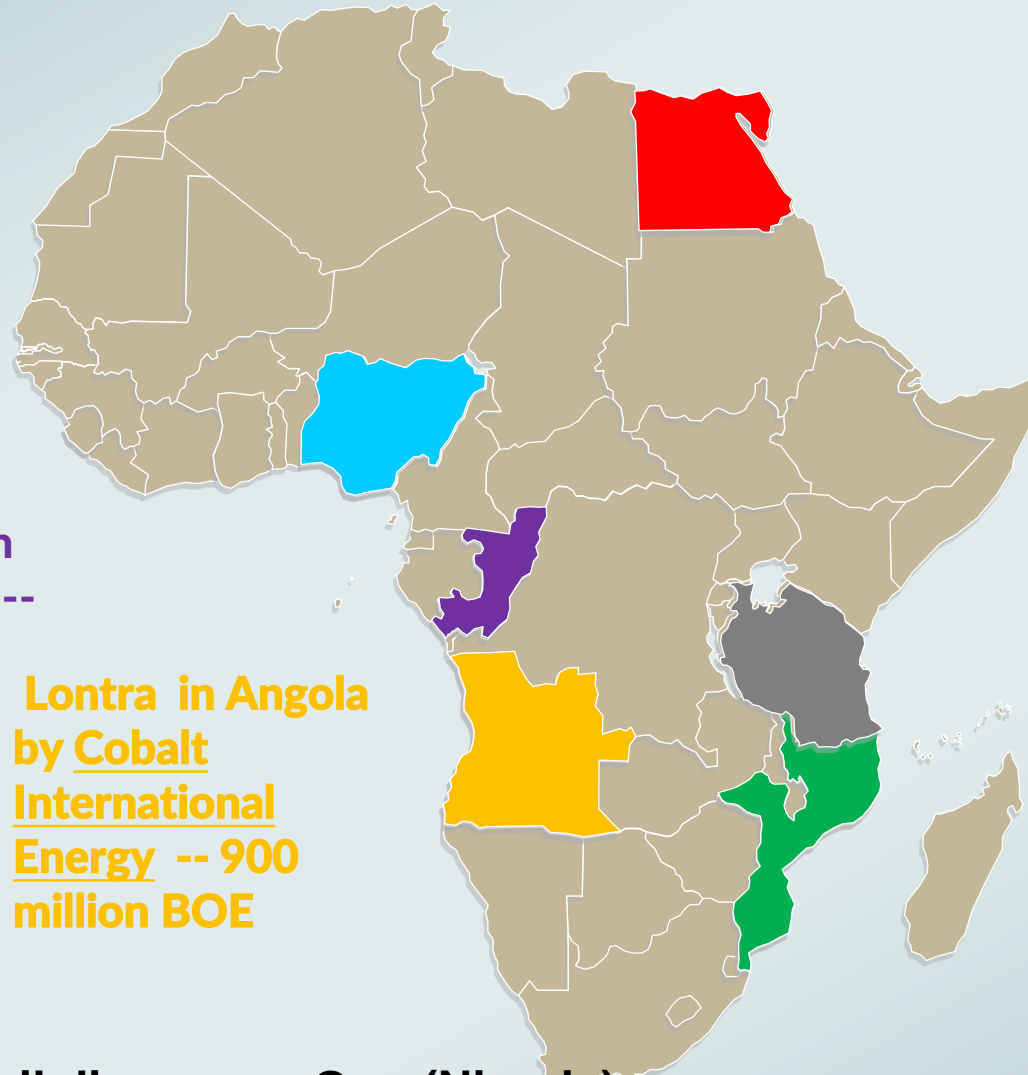 --
Lontra in Angola
by Cobalt
International
Energy -- 900
million BOE